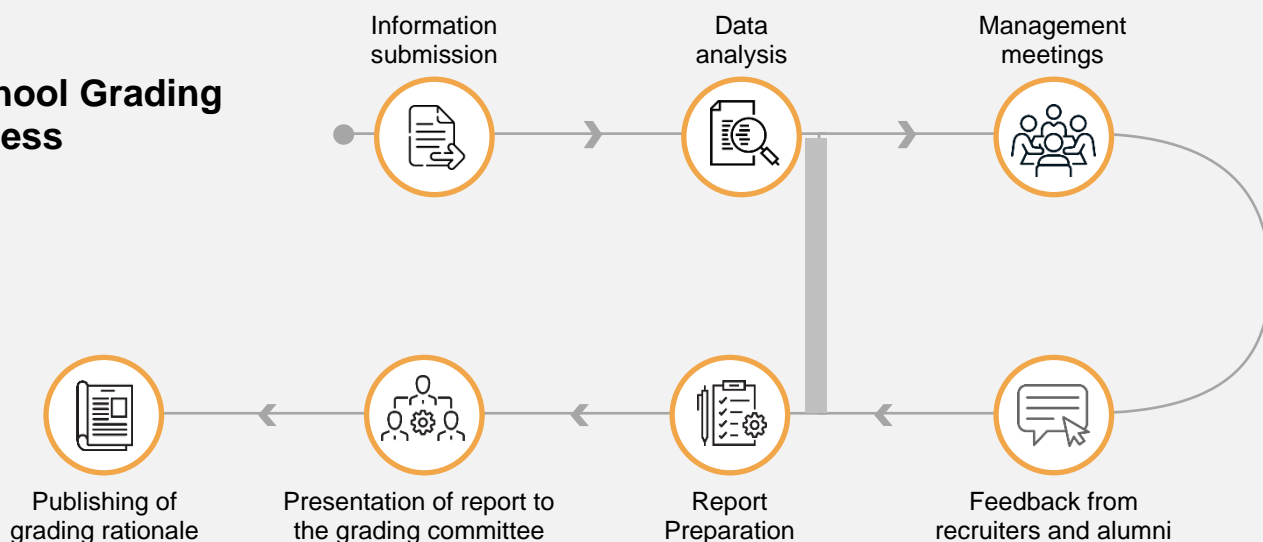 hool Grading
ess
Information
submission
Data
analysis
Management
meetings
Publishing of
grading rationale
Presentation of report to
the grading committee
Report
Preparation
Feedback from
recruiters and alumni